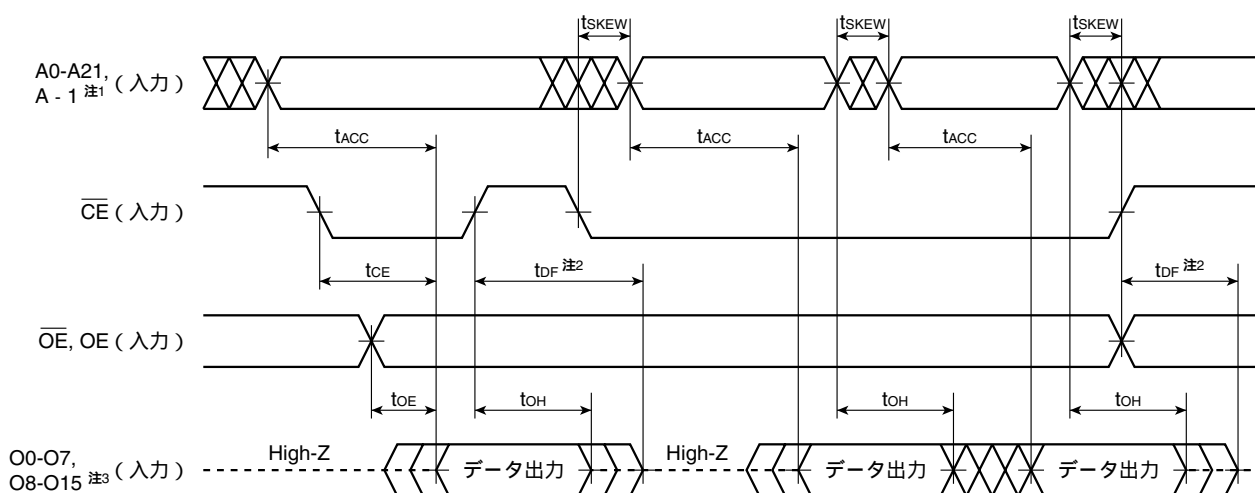 tSKEW tSKEW tSKEW
A0-A21,
A - 1 注1 (入力)
tACC tACC tACC
CE (入力)
tCE tDF 注2 tDF 注2
OE, OE (入力)
tOE tOH tOH tOH
O0-O7,
O8-O15 注3 (入力)
High-Z データ出力 High-Z データ出力 データ出力